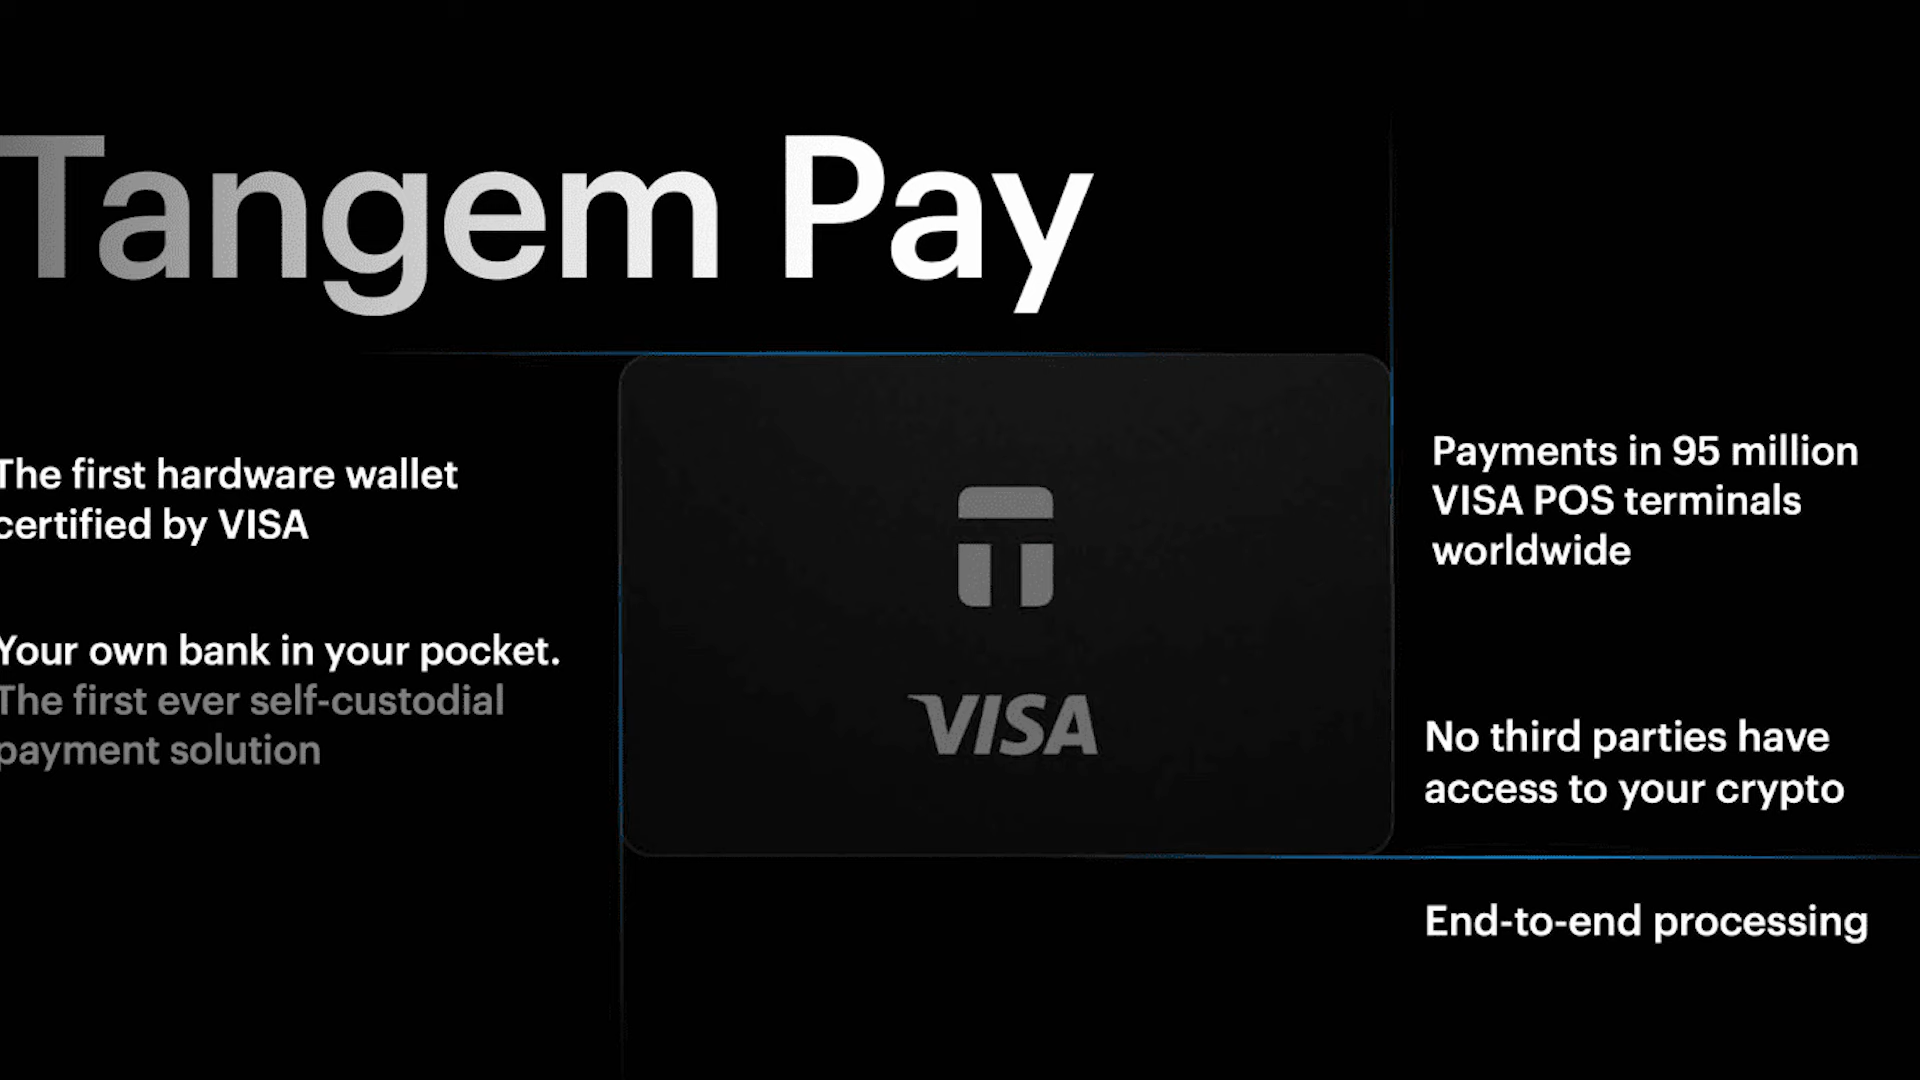 Tangem Pay
The first hardware wallet
certified by VISA
Your own bank in your pocket.
The first ever self-custodial
payment solution
VISA
Payments in 95 million
VISA POS terminals
worldwide
No third parties have
access to your crypto
End-to-end processing